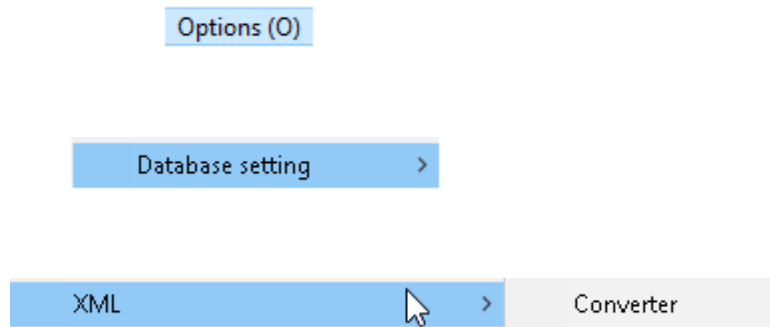 Options (O)
Database setting >
XML > Converter